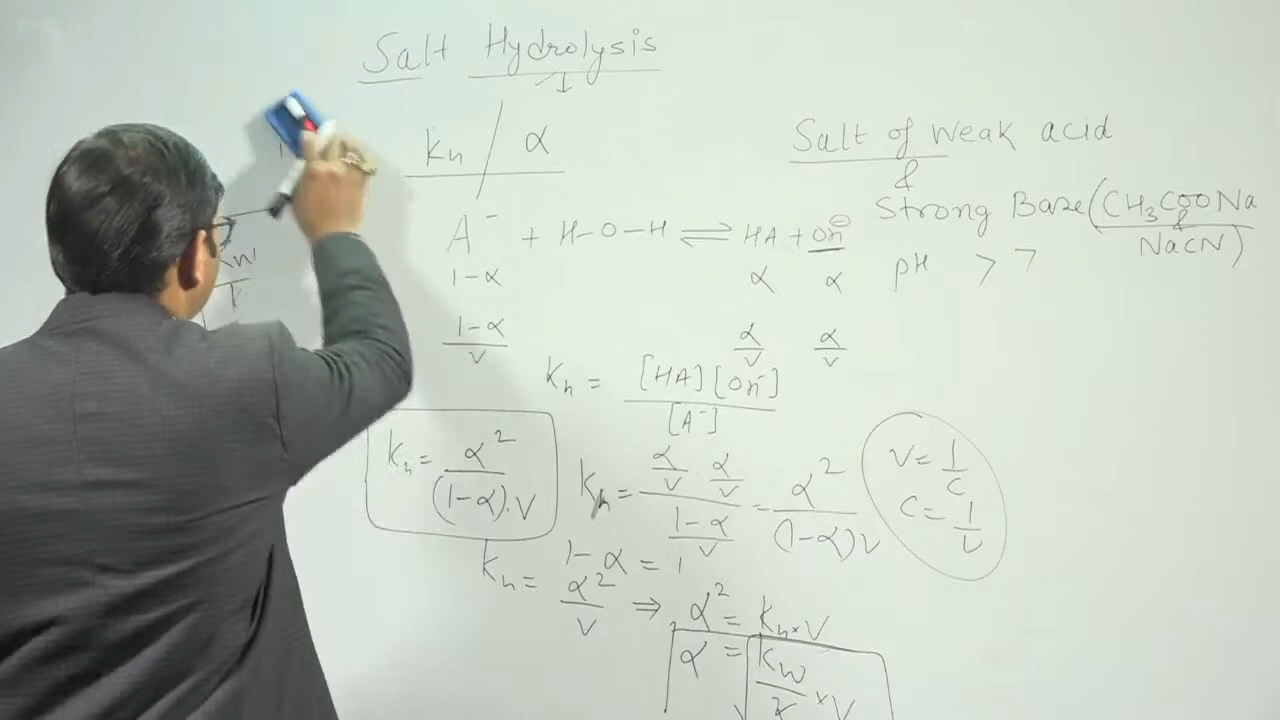 Salt Hydrolysis
Kh / α
Salt of weak acid
&
Strong Base (CH₃COONa
&
NaCN)
A⁻ + H-O-H ⇌ HA + OH⊖
pH > 7
1-α α α
1-α/V α/V α/V
Kh = [HA][OH⁻]/[A⁻]
Kh = α²/(1-α).V
Kh = α/V . α/V / 1-α/V = α²/(1-α)V
V = 1/C
C = 1/V
1-α = 1
Kh = α²/V ⇒ α² = Kh × V
α = √Kw/K × V